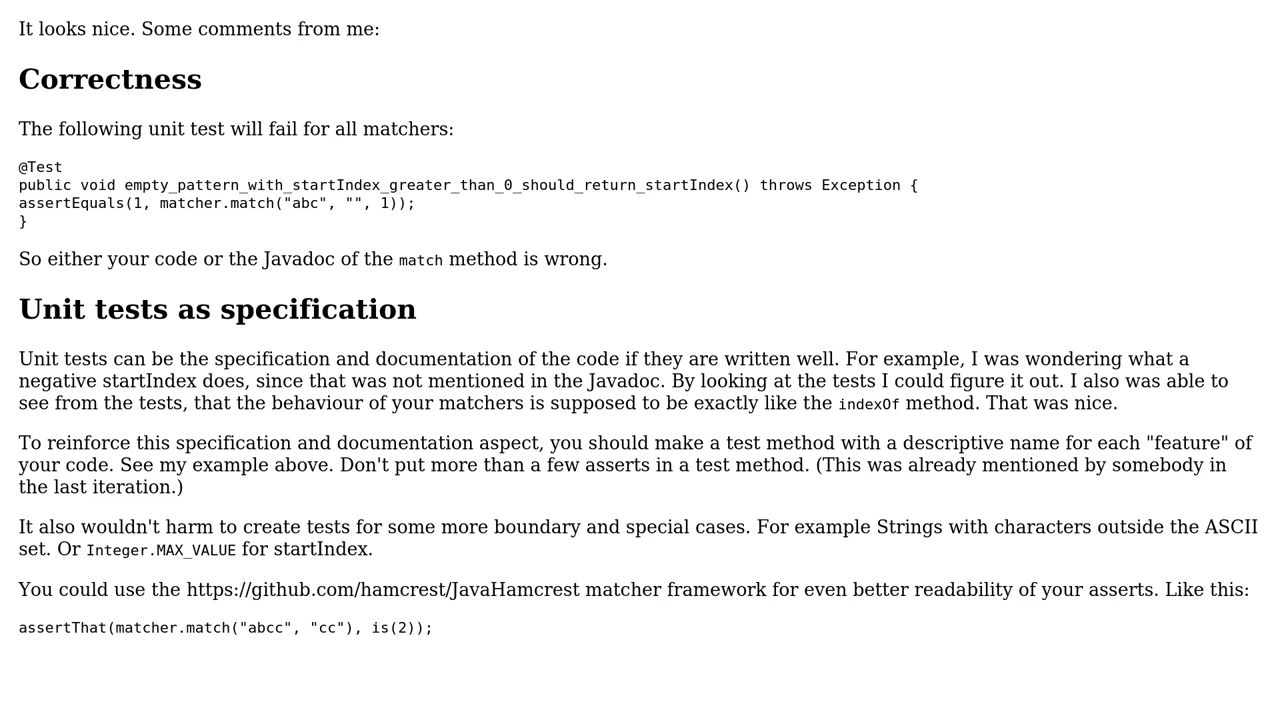 It looks nice. Some comments from me:
Correctness
The following unit test will fail for all matchers:
@Test
public void empty_pattern_with_startIndex_greater_than_0_should_return_startIndex() throws Exception {
assertEquals(1, matcher.match("abc", "", 1));
}
So either your code or the Javadoc of the match method is wrong.
Unit tests as specification
Unit tests can be the specification and documentation of the code if they are written well. For example, I was wondering what a
negative startIndex does, since that was not mentioned in the Javadoc. By looking at the tests I could figure it out. I also was able to
see from the tests, that the behaviour of your matchers is supposed to be exactly like the indexOf method. That was nice.
To reinforce this specification and documentation aspect, you should make a test method with a descriptive name for each "feature" of
your code. See my example above. Don't put more than a few asserts in a test method. (This was already mentioned by somebody in
the last iteration.)
It also wouldn't harm to create tests for some more boundary and special cases. For example Strings with characters outside the ASCII
set. Or Integer.MAX_VALUE for startIndex.
You could use the https://github.com/hamcrest/JavaHamcrest matcher framework for even better readability of your asserts. Like this:
assertThat(matcher.match("abcc", "cc"), is(2));